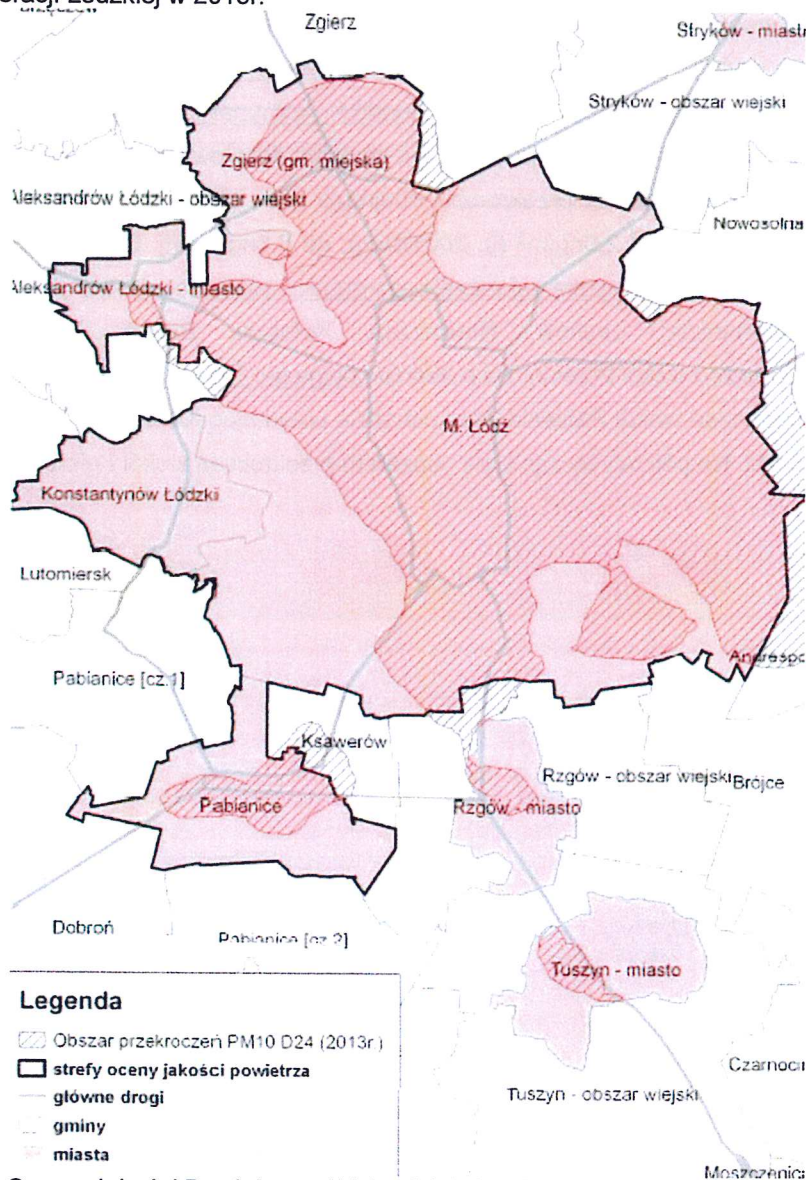 Łódzkiej w 2013r.
Zgierz
Stryków - miasto
Stryków - obszar wiejski
Zgierz (gm. miejska)
Aleksandrów Łódzki - obszar wiejski
Nowosolna
Aleksandrów Łódzki - miasto
M. Łódź
Konstantynów Łódzki
Lutomiersk
Andrespol
Pabianice [cz.1]
Ksawerów
Rzgów - obszar wiejski
Brójce
Pabianice
Rzgów - miasto
Dobroń
Pabianice [cz.2]
Tuszyn - miasto
Legenda
Obszar przekroczeń PM10 D24 (2013r.)
strefy oceny jakości powietrza
główne drogi
gminy
miasta
Czarnocin
Tuszyn - obszar wiejski
Moszczenica